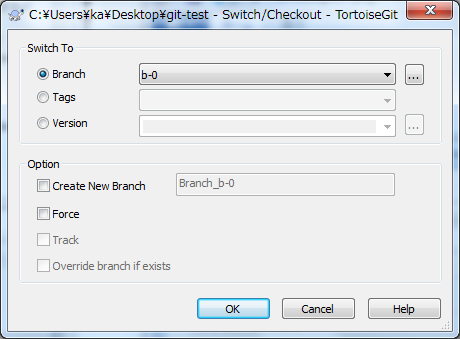 C:¥Users¥ka¥Desktop¥git-test - Switch/Checkout - TortoiseGit
Switch To
Branch
b-0
...
Tags
Version
...
Option
Create New Branch
Branch_b-0
Force
Track
Override branch if exists
OK
Cancel
Help